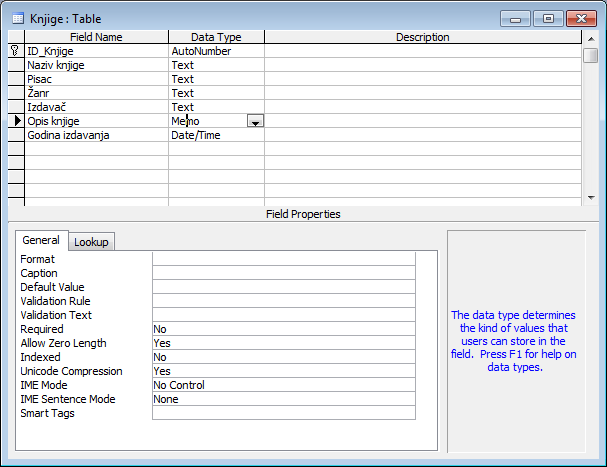 Knjige : Table
Field Name Data Type Description
ID_Knjige AutoNumber
Naziv knjige Text
Pisac Text
Žanr Text
Izdavač Text
Opis knjige Memo
Godina izdavanja Date/Time
Field Properties
General Lookup
Format
Caption
Default Value
Validation Rule
Validation Text
Required No
Allow Zero Length Yes
Indexed No
Unicode Compression Yes
IME Mode No Control
IME Sentence Mode None
Smart Tags
The data type determines
the kind of values that
users can store in the
field. Press F1 for help on
data types.